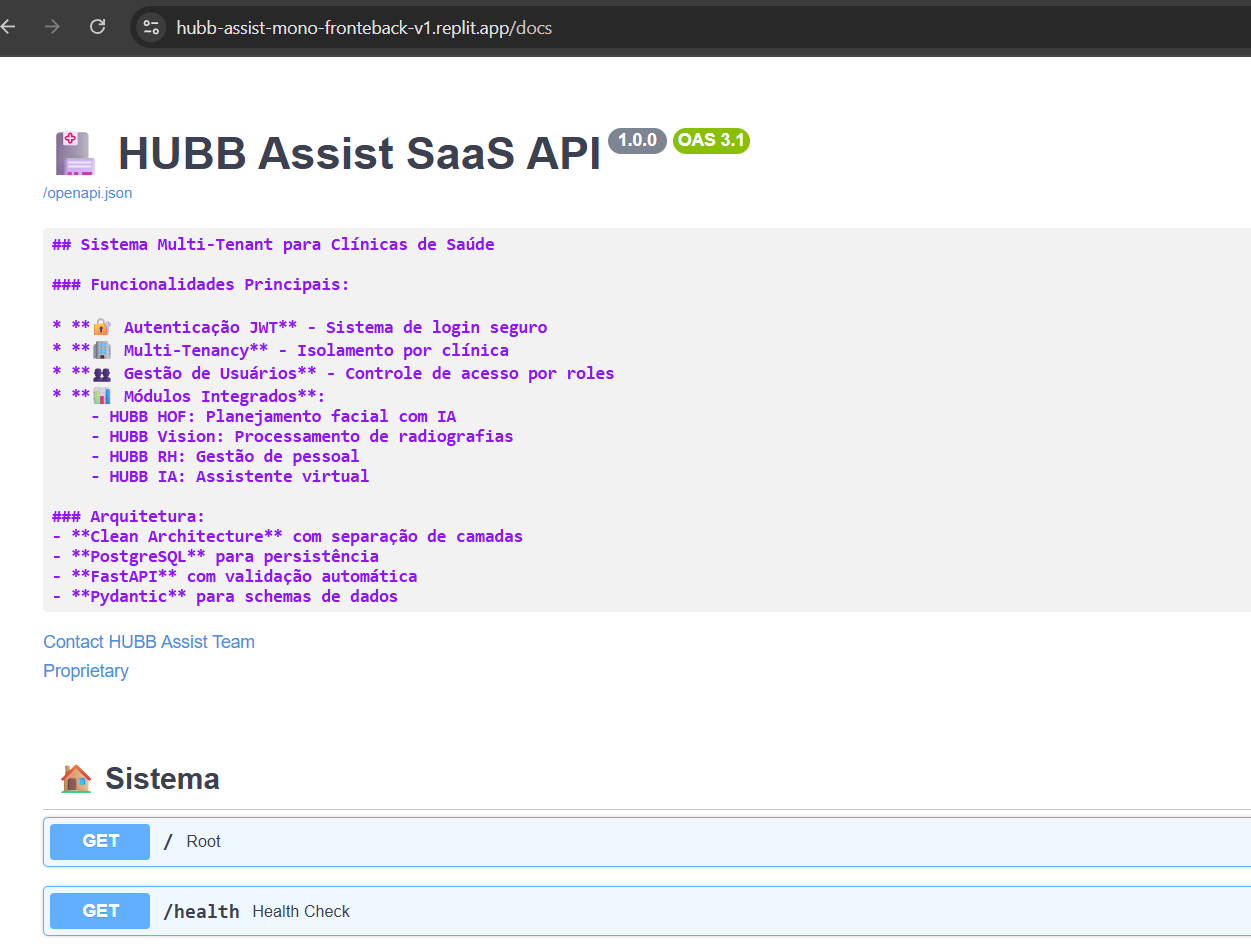 hubb-assist-mono-fronteback-v1.replit.app/docs
HUBB Assist SaaS API 1.0.0 OAS 3.1
/openapi.json
## Sistema Multi-Tenant para Clínicas de Saúde
### Funcionalidades Principais:
* **🔐 Autenticação JWT** - Sistema de login seguro
* **🏢 Multi-Tenancy** - Isolamento por clínica
* **👥 Gestão de Usuários** - Controle de acesso por roles
* **📊 Módulos Integrados**:
- HUBB HOF: Planejamento facial com IA
- HUBB Vision: Processamento de radiografias
- HUBB RH: Gestão de pessoal
- HUBB IA: Assistente virtual
### Arquitetura:
- **Clean Architecture** com separação de camadas
- **PostgreSQL** para persistência
- **FastAPI** com validação automática
- **Pydantic** para schemas de dados
Contact HUBB Assist Team
Proprietary
🏠 Sistema
GET / Root
GET /health Health Check